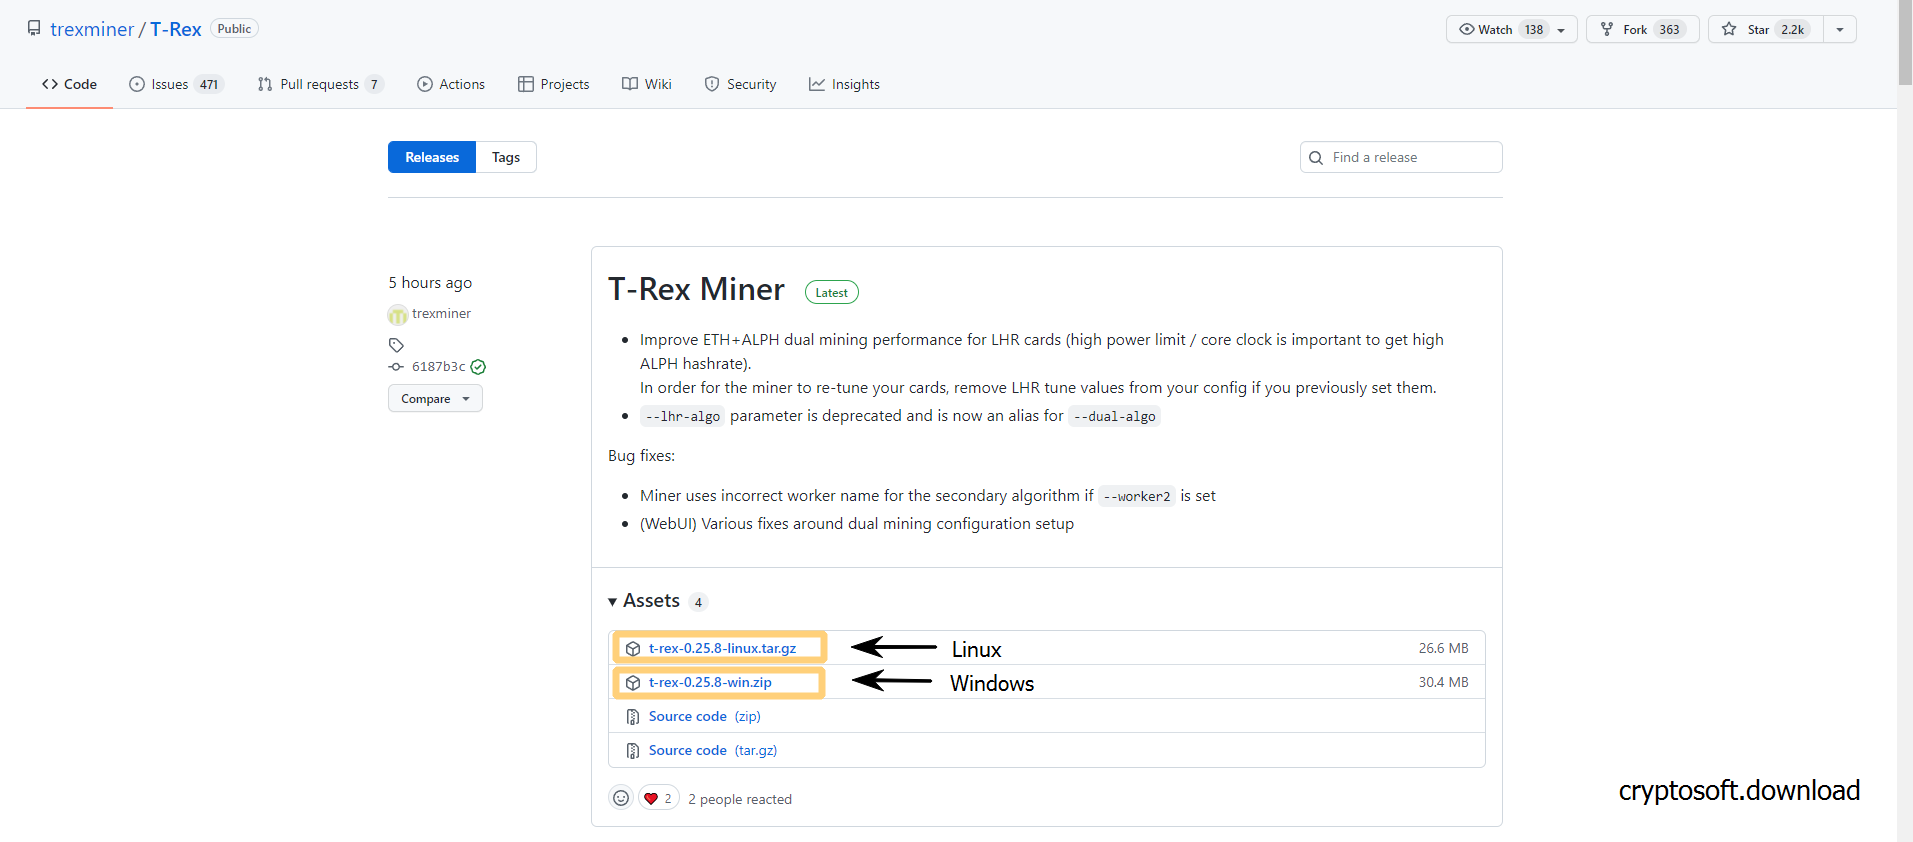 trexminer / T-Rex Public
Watch 138 Fork 363 Star 2.2k
Code Issues 471 Pull requests 7 Actions Projects Wiki Security Insights
Releases Tags
Find a release
5 hours ago
trexminer
6187b3c
Compare
T-Rex Miner Latest
Improve ETH+ALPH dual mining performance for LHR cards (high power limit / core clock is important to get high
ALPH hashrate).
In order for the miner to re-tune your cards, remove LHR tune values from your config if you previously set them.
--lhr-algo parameter is deprecated and is now an alias for --dual-algo
Bug fixes:
Miner uses incorrect worker name for the secondary algorithm if --worker2 is set
(WebUI) Various fixes around dual mining configuration setup
Assets 4
t-rex-0.25.8-linux.tar.gz Linux 26.6 MB
t-rex-0.25.8-win.zip Windows 30.4 MB
Source code (zip)
Source code (tar.gz)
2 2 people reacted
cryptosoft.download